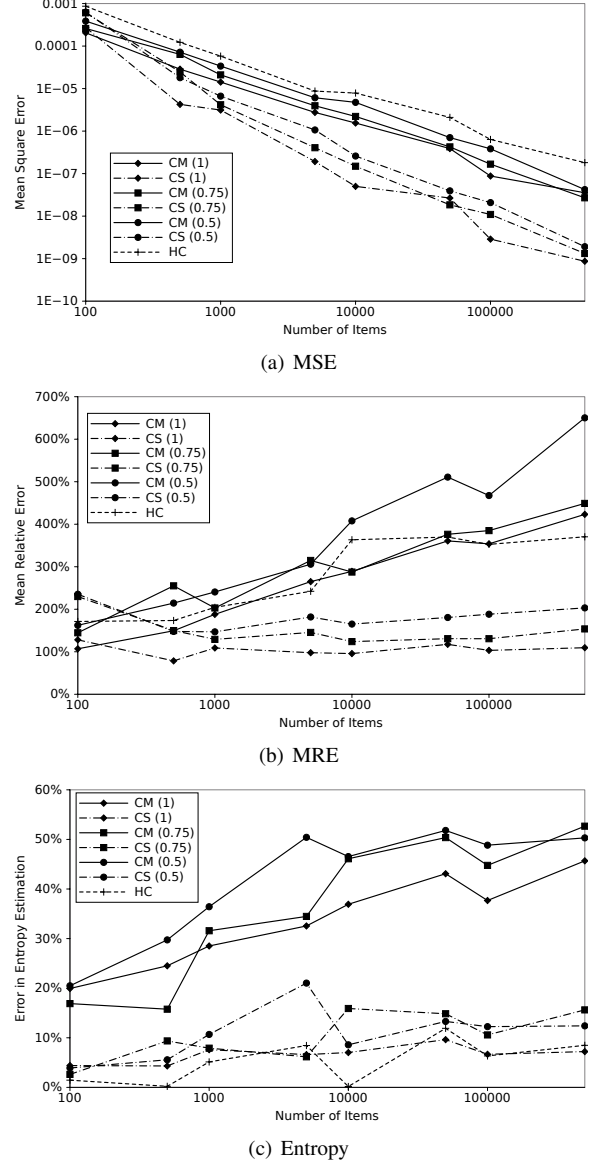 0.001
0.0001
1E-05
1E-06
1E-07
1E-08
1E-09
1E-10
Mean Square Error
CM (1)
CS (1)
CM (0.75)
CS (0.75)
CM (0.5)
CS (0.5)
HC
100 1000 10000 100000
Number of Items
(a) MSE
700%
600%
500%
400%
300%
200%
100%
0%
Mean Relative Error
CM (1)
CS (1)
CM (0.75)
CS (0.75)
CM (0.5)
CS (0.5)
HC
100 1000 10000 100000
Number of Items
(b) MRE
60%
50%
40%
30%
20%
10%
0%
Error in Entropy Estimation
CM (1)
CS (1)
CM (0.75)
CS (0.75)
CM (0.5)
CS (0.5)
HC
100 1000 10000 100000
Number of Items
(c) Entropy